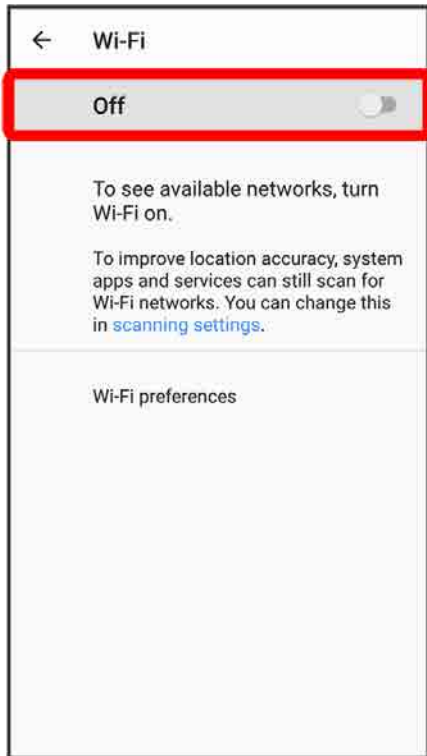 Wi-Fi
Off
To see available networks, turn
Wi-Fi on.
To improve location accuracy, system
apps and services can still scan for
Wi-Fi networks. You can change this
in scanning settings.
Wi-Fi preferences